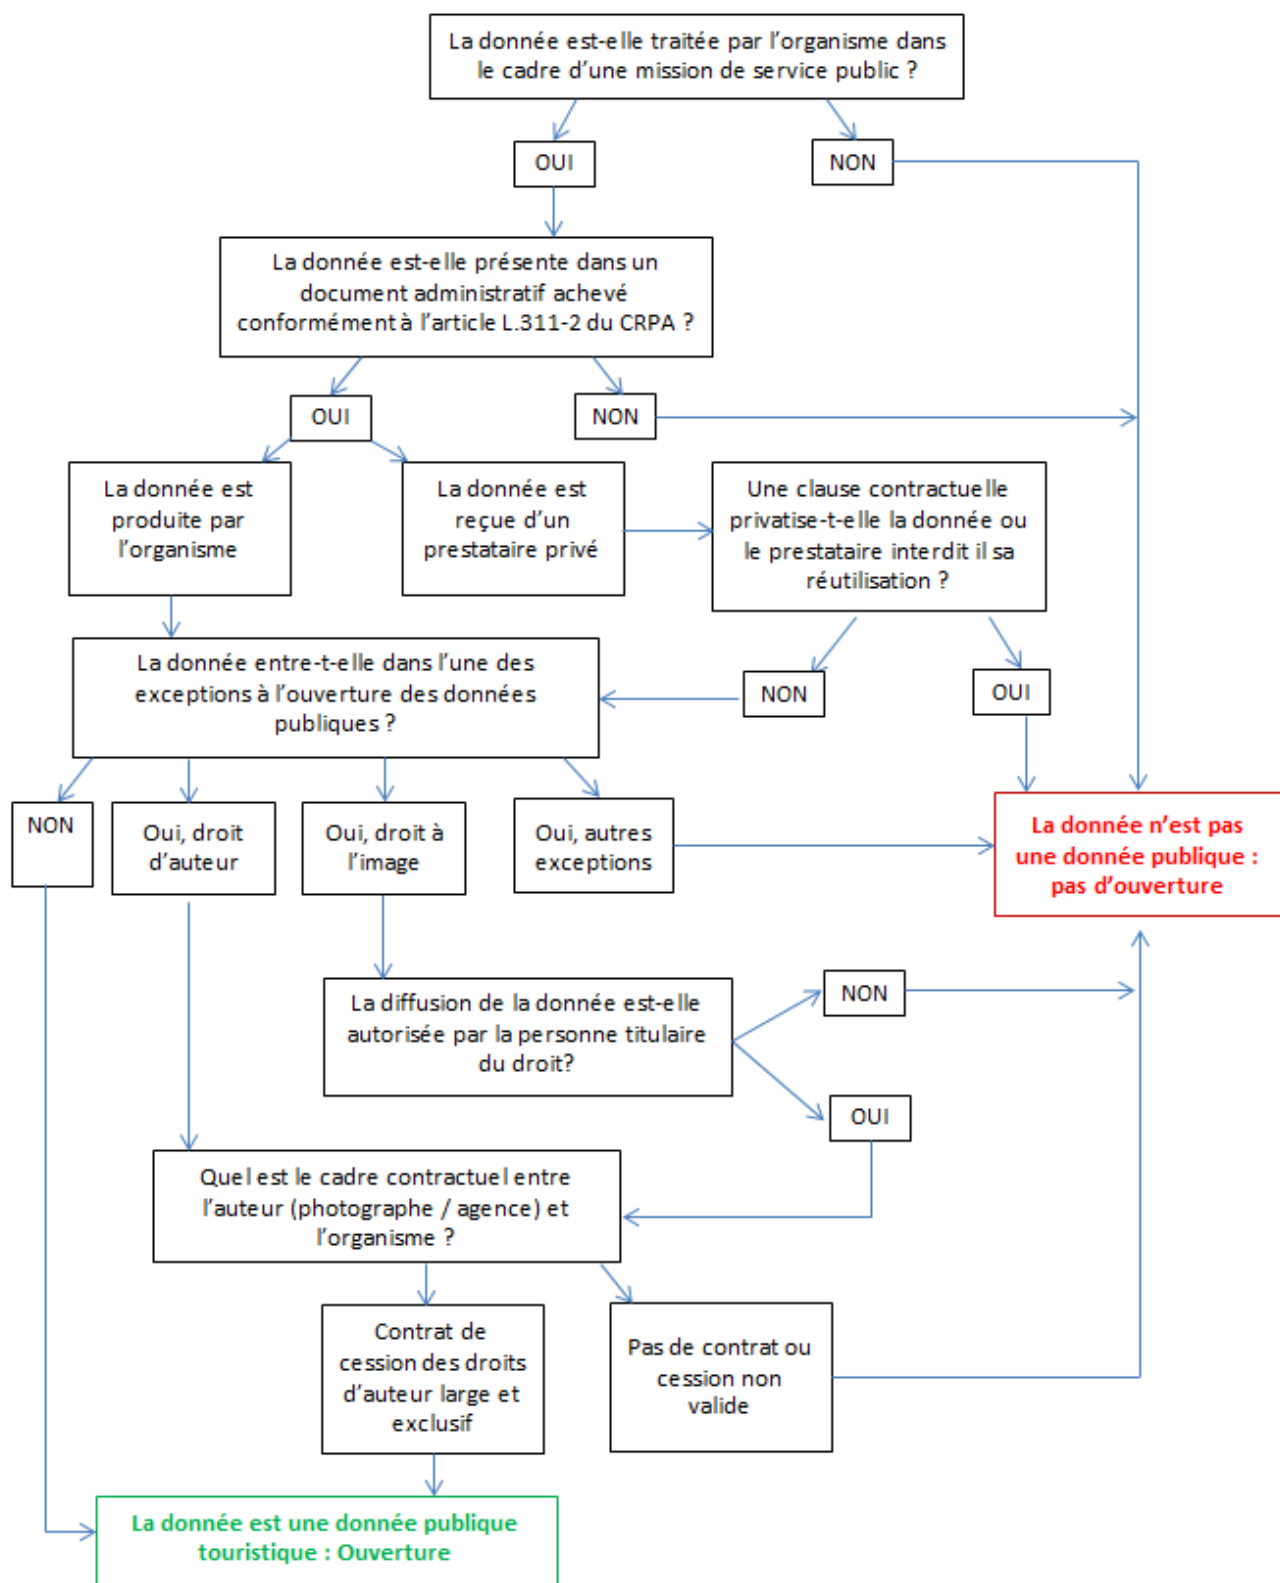 La donnée est-elle traitée par l'organisme dans
le cadre d'une mission de service public ?
OUI
NON
La donnée est-elle présente dans un
document administratif achevé
conformément à l'article L.311-2 du CRPA ?
OUI
NON
La donnée est
produite par
l'organisme
La donnée est
reçue d'un
prestataire privé
Une clause contractuelle
privatise-t-elle la donnée ou
le prestataire interdit il sa
réutilisation ?
La donnée entre-t-elle dans l'une des
exceptions à l'ouverture des données
publiques ?
NON
OUI
NON
Oui, droit
d'auteur
Oui, droit à
l'image
Oui, autres
exceptions
La donnée n'est pas
une donnée publique :
pas d'ouverture
La diffusion de la donnée est-elle
autorisée par la personne titulaire
du droit?
NON
OUI
Quel est le cadre contractuel entre
l'auteur (photographe / agence) et
l'organisme ?
Contrat de
cession des droits
d'auteur large et
exclusif
Pas de contrat ou
cession non
valide
La donnée est une donnée publique
touristique : Ouverture